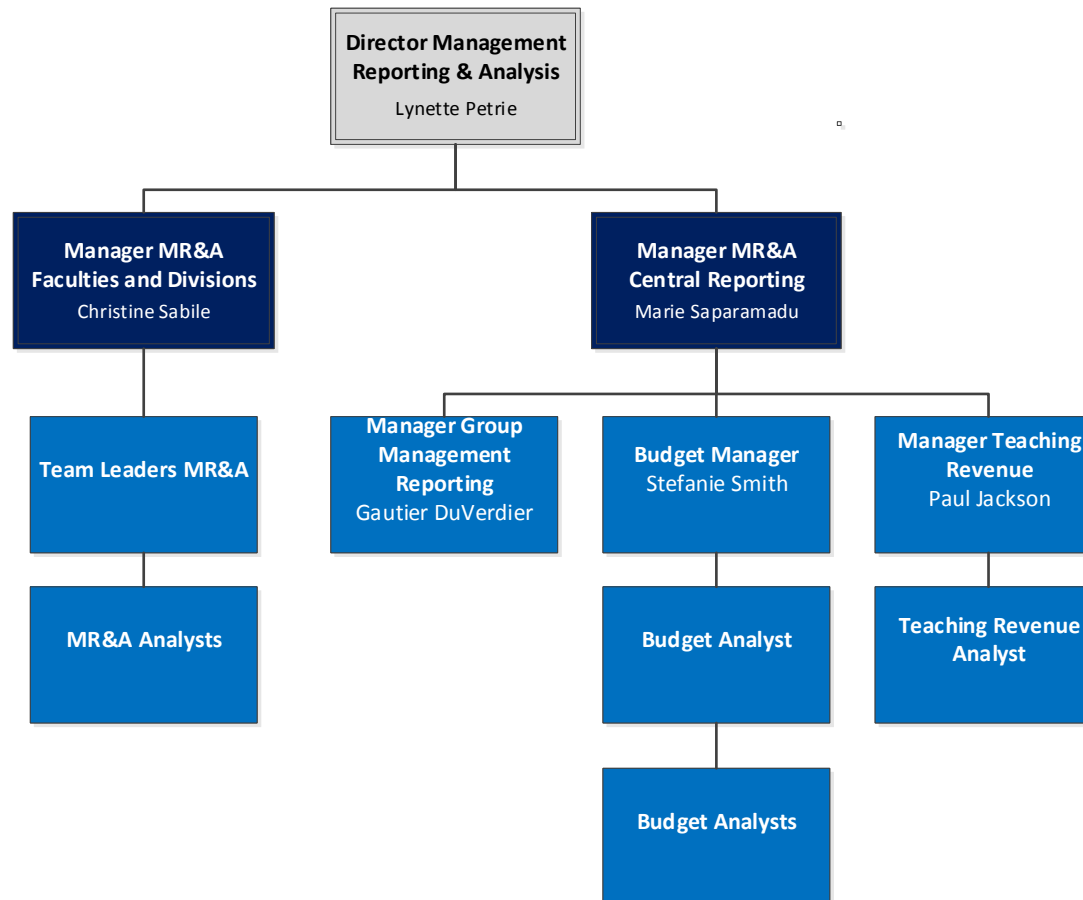 Director Management
Reporting & Analysis
Lynette Petrie
Manager MR&A
Faculties and Divisions
Christine Sabile
Manager MR&A
Central Reporting
Marie Saparamadu
Team Leaders MR&A
Manager Group
Management
Reporting
Gautier DuVerdier
Budget Manager
Stefanie Smith
Manager Teaching
Revenue
Paul Jackson
MR&A Analysts
Budget Analyst
Teaching Revenue
Analyst
Budget Analysts